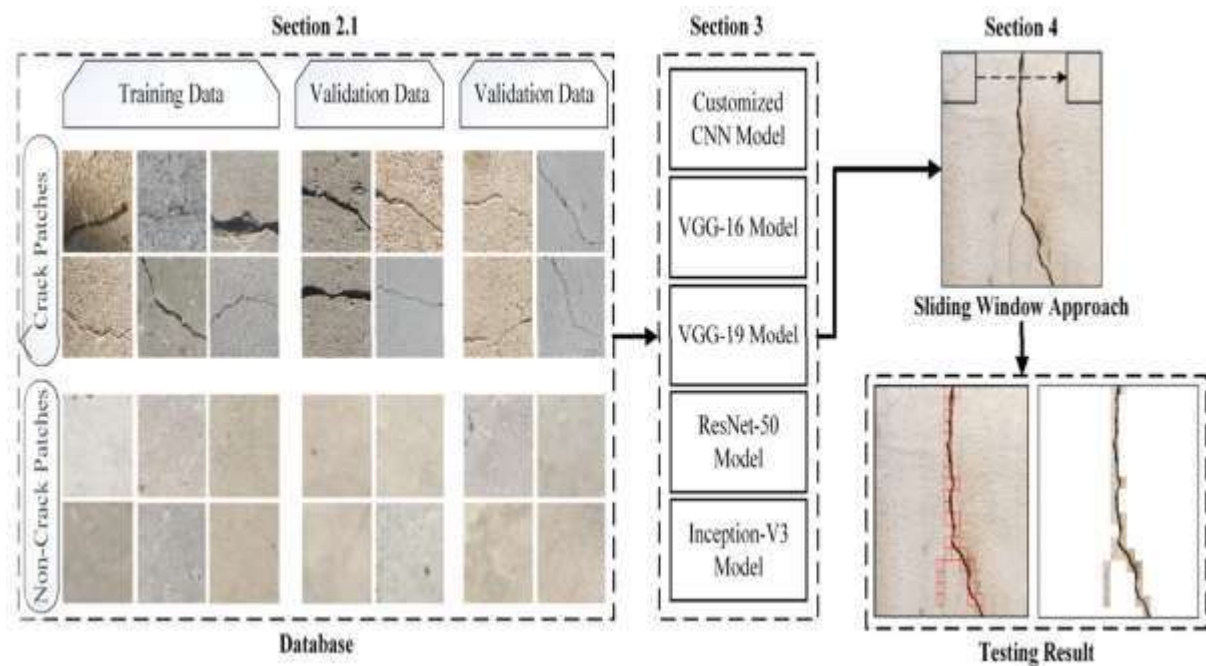 Section 2.1
Section 3
Section 4
Training Data
Validation Data
Validation Data
Crack Patches
Non-Crack Patches
Database
Customized
CNN Model
VGG-16 Model
VGG-19 Model
ResNet-50
Model
Inception-V3
Model
Sliding Window Approach
Testing Result